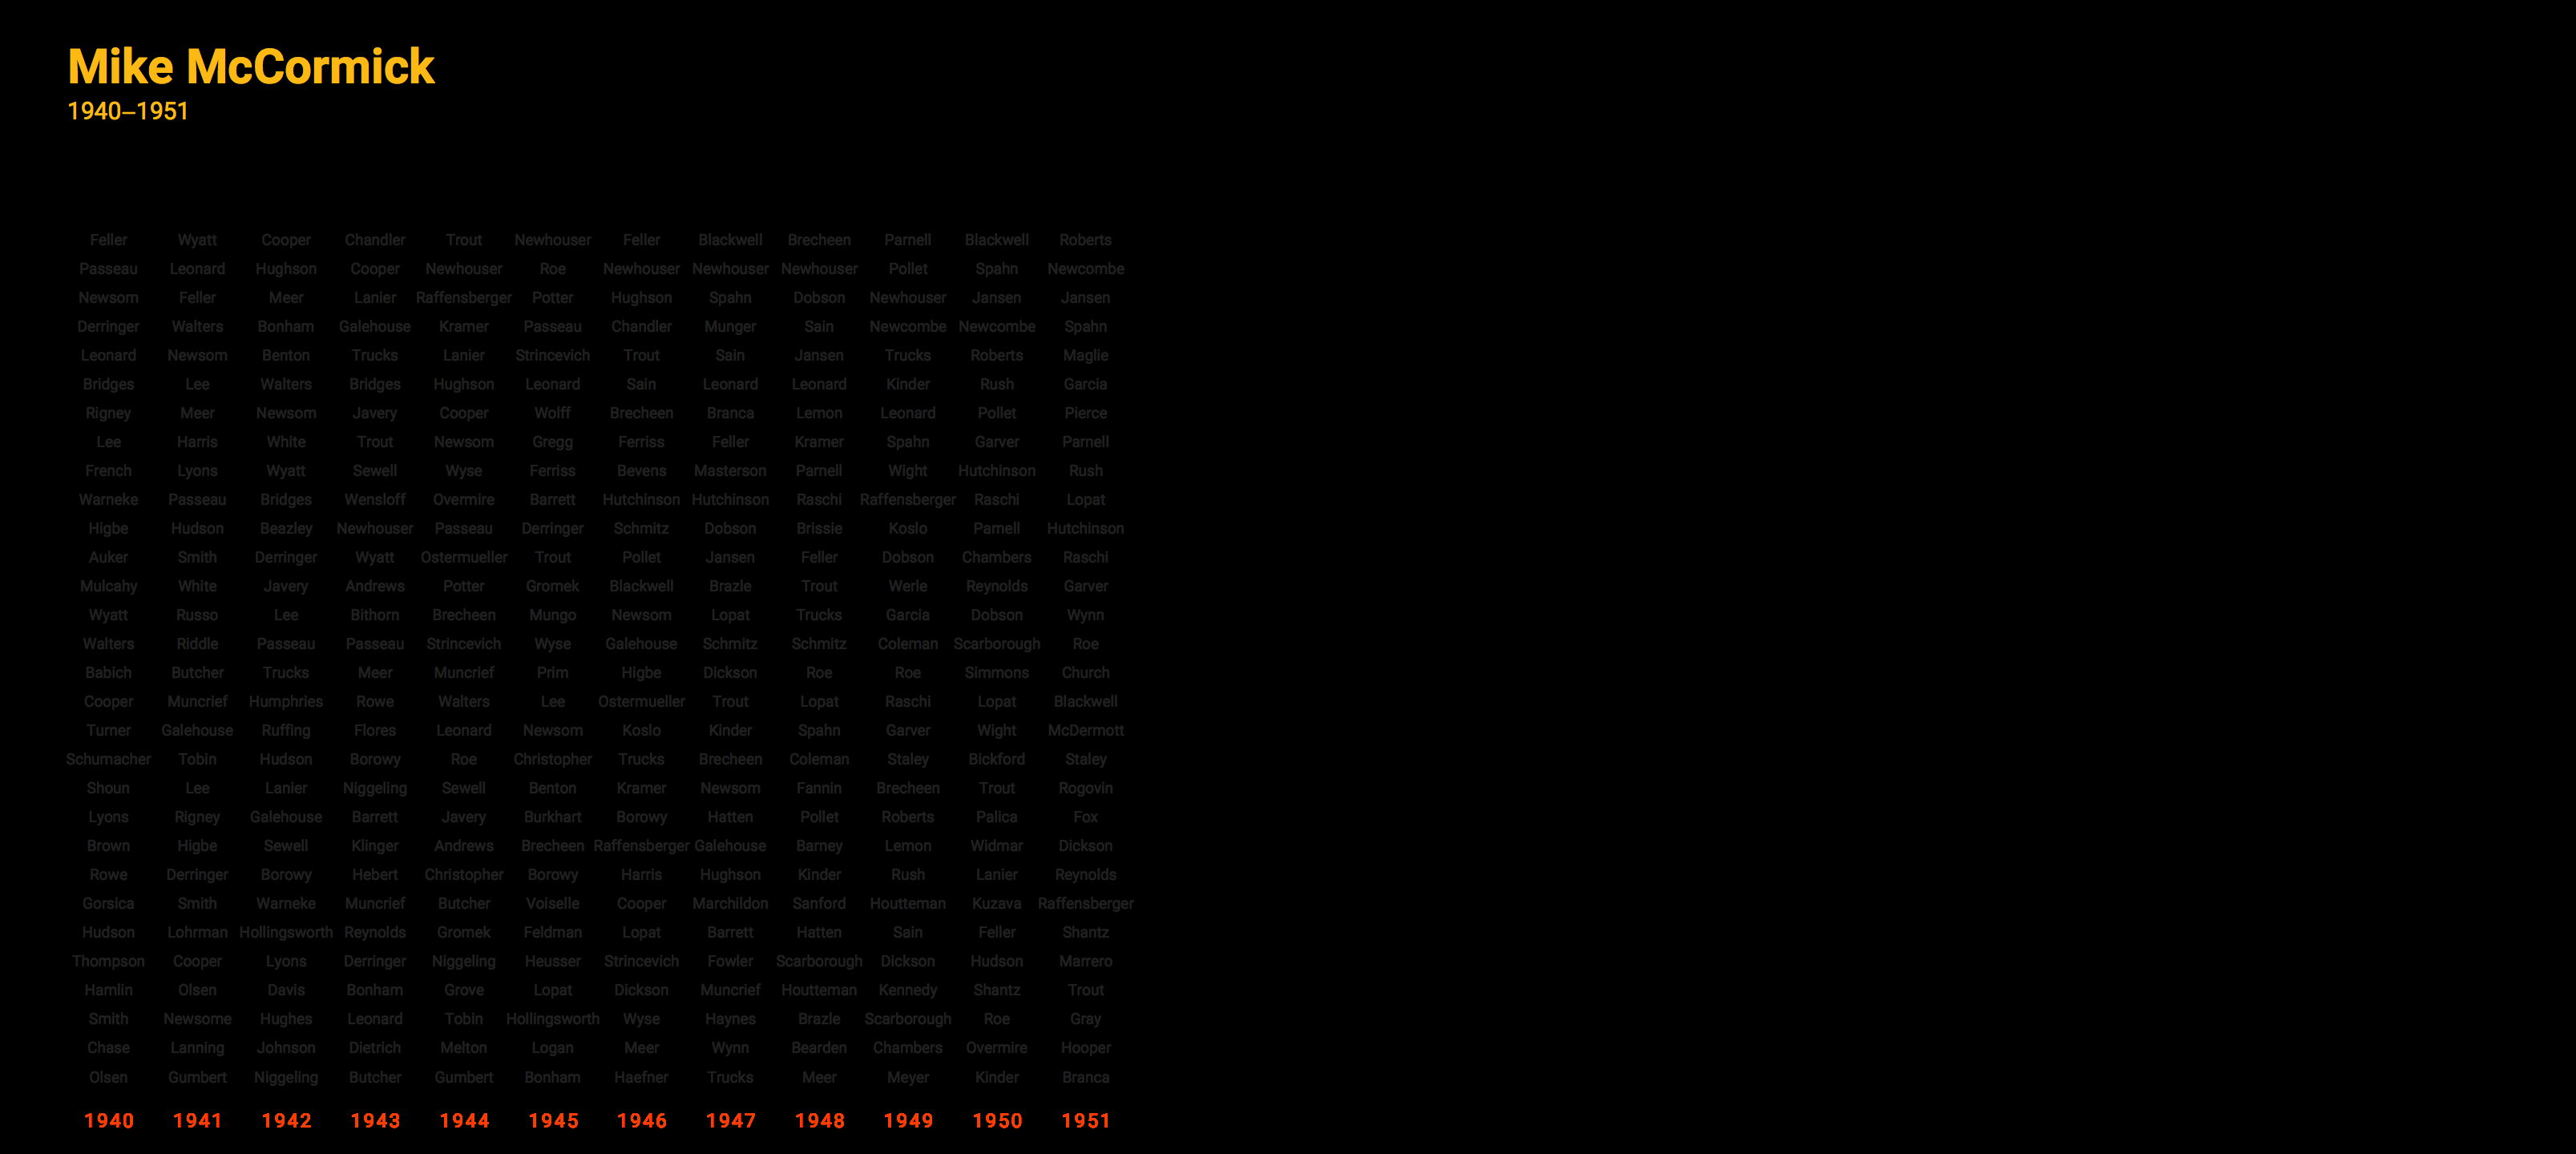 Mike McCormick
1940–1951
Feller Wyatt Cooper Chandler Trout Newhouser Feller Blackwell Brecheen Parnell Blackwell Roberts
Passeau Leonard Hughson Cooper Newhouser Roe Newhouser Newhouser Newhouser Pollet Spahn Newcombe
Newsom Feller Meer Lanier Raffensberger Potter Hughson Spahn Dobson Newhouser Jansen Jansen
Derringer Walters Bonham Galehouse Kramer Passeau Chandler Munger Sain Newcombe Newcombe Spahn
Leonard Newsom Benton Trucks Lanier Strincevich Trout Sain Jansen Trucks Roberts Maglie
Bridges Lee Walters Bridges Hughson Leonard Sain Leonard Leonard Kinder Rush Garcia
Rigney Meer Newsom Javery Cooper Wolff Brecheen Branca Lemon Leonard Pollet Pierce
Lee Harris White Trout Newsom Gregg Ferriss Feller Kramer Spahn Garver Parnell
French Lyons Wyatt Sewell Wyse Ferriss Bevens Masterson Parnell Wight Hutchinson Rush
Warneke Passeau Bridges Wensloff Overmire Barrett Hutchinson Hutchinson Raschi Raffensberger Raschi Lopat
Higbe Hudson Beazley Newhouser Passeau Derringer Schmitz Dobson Brissie Koslo Parnell Hutchinson
Auker Smith Derringer Wyatt Ostermueller Trout Pollet Jansen Feller Dobson Chambers Raschi
Mulcahy White Javery Andrews Potter Gromek Blackwell Brazle Trout Werle Reynolds Garver
Wyatt Russo Lee Bithorn Brecheen Mungo Newsom Lopat Trucks Garcia Dobson Wynn
Walters Riddle Passeau Passeau Strincevich Wyse Galehouse Schmitz Schmitz Coleman Scarborough Roe
Babich Butcher Trucks Meer Muncrief Prim Higbe Dickson Roe Roe Simmons Church
Cooper Muncrief Humphries Rowe Walters Lee Ostermueller Trout Lopat Raschi Lopat Blackwell
Turner Galehouse Ruffing Flores Leonard Newsom Koslo Kinder Spahn Garver Wight McDermott
Schumacher Tobin Hudson Borowy Roe Christopher Trucks Brecheen Coleman Staley Bickford Staley
Shoun Lee Lanier Niggeling Sewell Benton Kramer Newsom Fannin Brecheen Trout Rogovin
Lyons Rigney Galehouse Barrett Javery Burkhart Borowy Hatten Pollet Roberts Palica Fox
Brown Higbe Sewell Klinger Andrews Brecheen Raffensberger Galehouse Barney Lemon Widmar Dickson
Rowe Derringer Borowy Hebert Christopher Borowy Harris Hughson Kinder Rush Lanier Reynolds
Gorsica Smith Warneke Muncrief Butcher Voiselle Cooper Marchildon Sanford Houtteman Kuzava Raffensberger
Hudson Lohrman Hollingsworth Reynolds Gromek Feldman Lopat Barrett Hatten Sain Feller Shantz
Thompson Cooper Lyons Derringer Niggeling Heusser Strincevich Fowler Scarborough Dickson Hudson Marrero
Hamlin Olsen Davis Bonham Grove Lopat Dickson Muncrief Houtteman Kennedy Shantz Trout
Smith Newsome Hughes Leonard Tobin Hollingsworth Wyse Haynes Brazle Scarborough Roe Gray
Chase Lanning Johnson Dietrich Melton Logan Meer Wynn Bearden Chambers Overmire Hooper
Olsen Gumbert Niggeling Butcher Gumbert Bonham Haefner Trucks Meer Meyer Kinder Branca
1940 1941 1942 1943 1944 1945 1946 1947 1948 1949 1950 1951